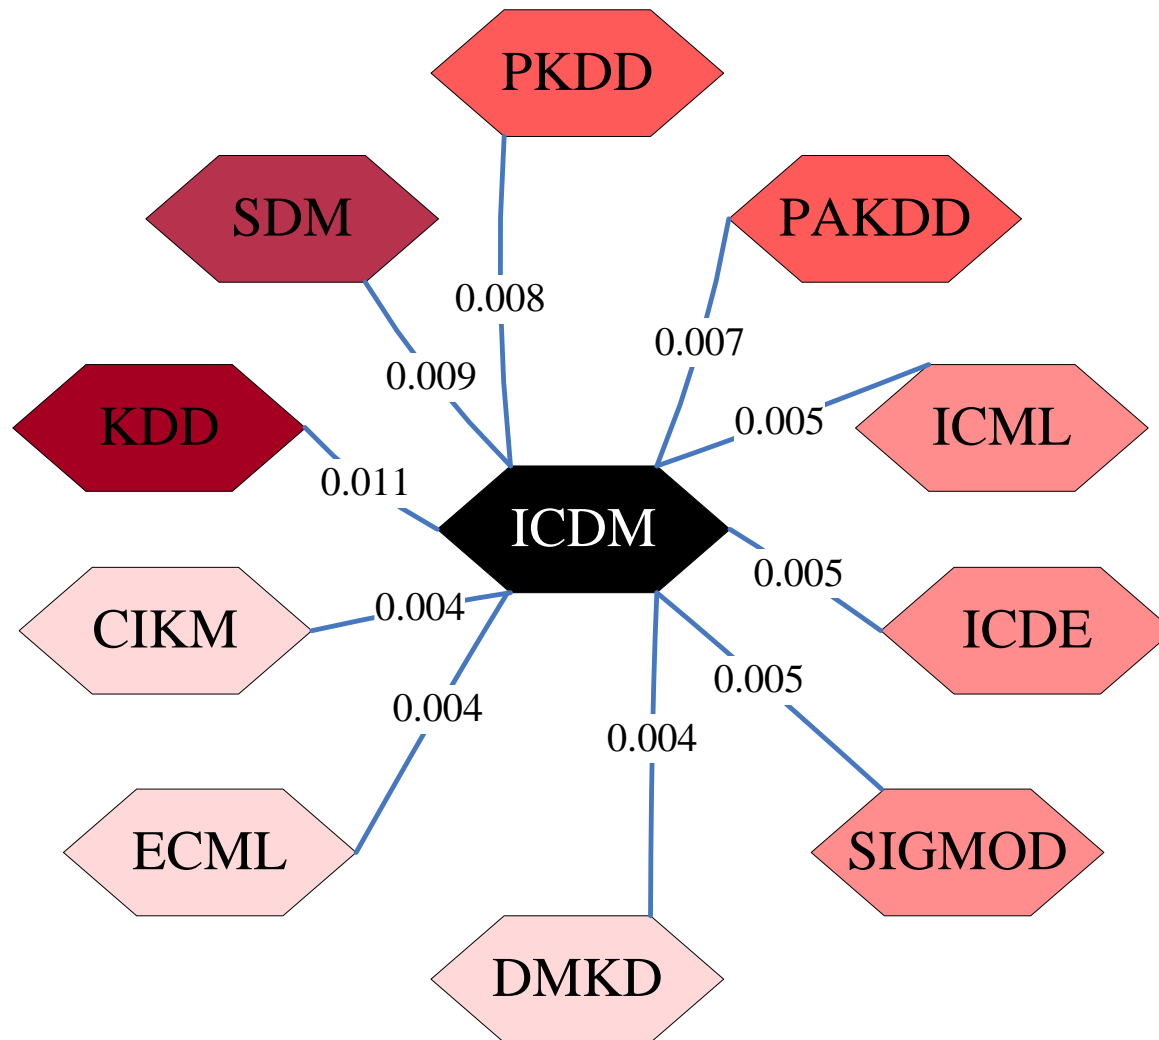 PKDD
SDM
PAKDD
0.008
0.007
0.009
KDD
0.005
ICML
0.011
ICDM
0.005
CIKM
0.004
ICDE
0.005
0.004
0.004
ECML
SIGMOD
DMKD